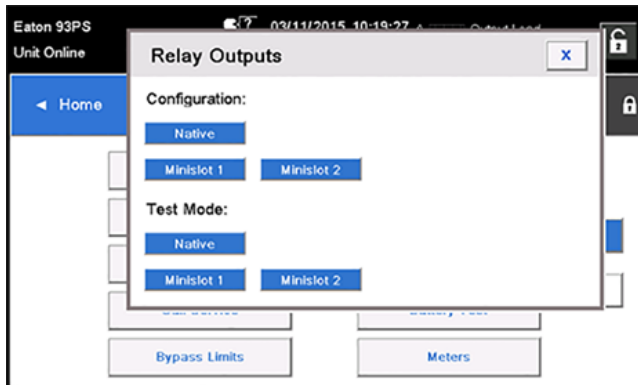 Eaton 93PS
03/11/2015 10:19:27
Unit Online
Relay Outputs
X
◄ Home
Configuration:
Native
Minislot 1 Minislot 2
Test Mode:
Native
Minislot 1 Minislot 2
Bypass Limits Meters